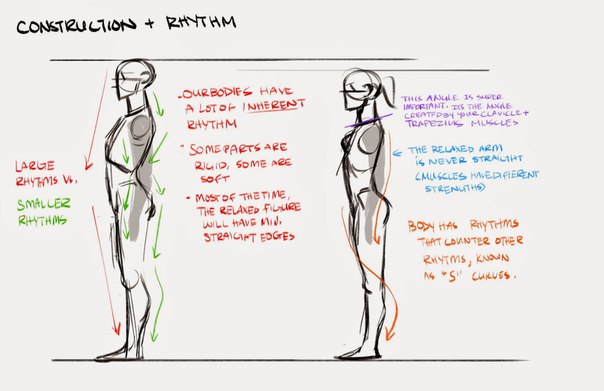 CONSTRUCTION + RHYTHM
- OUR BODIES HAVE
A LOT OF INHERENT
RHYTHM
- SOME PARTS ARE
RIGID, SOME ARE
SOFT
- MOST OF THE TIME,
THE RELAXED FIGURE
WILL HAVE MIN.
STRAIGHT EDGES
LARGE
RHYTHMS VS.
SMALLER
RHYTHMS
THIS ANGLE IS SUPER
IMPORTANT. ITS THE ANGLE
CREATED BY YOUR CLAVICLE +
TRAPEZIUS MUSCLES
THE RELAXED ARM
IS NEVER STRAIGHT
(MUSCLES HAVE DIFFERENT
STRENGTHS)
BODY HAS RHYTHMS
THAT COUNTER OTHER
RHYTMS, KNOWN
AS "S" CURVES.